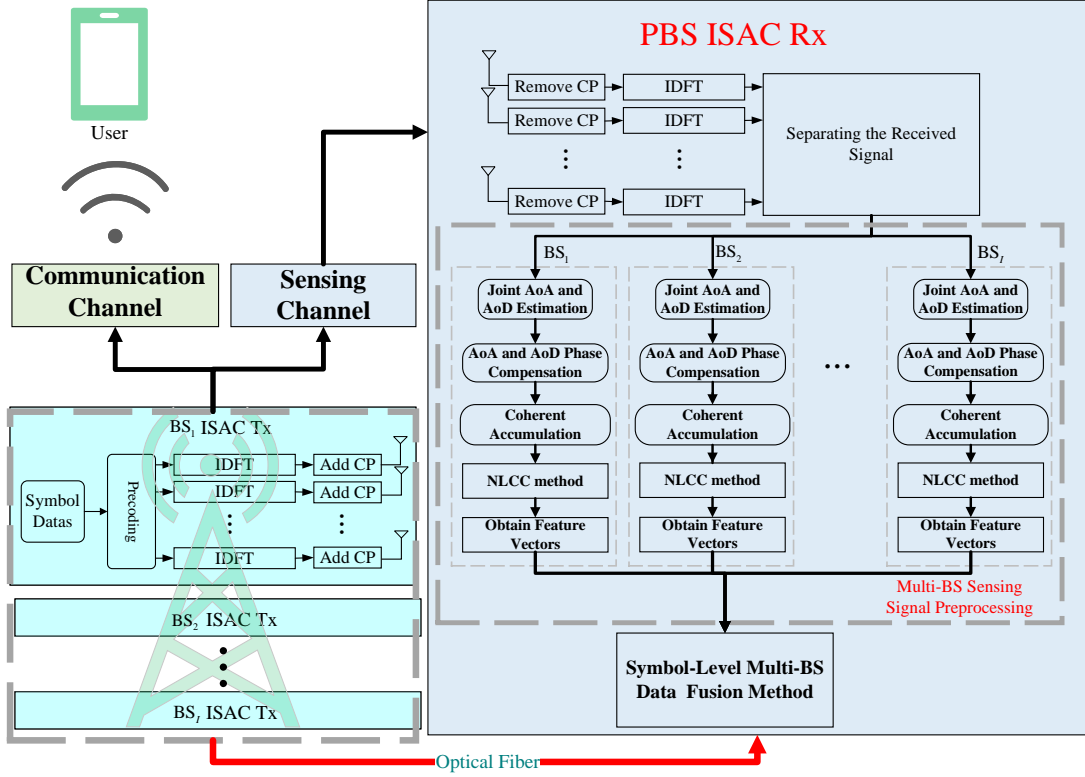 User
Communication
Channel
Sensing
Channel
BS1 ISAC Tx
Symbol
Datas
Precoding
IDFT
Add CP
IDFT
Add CP
IDFT
Add CP
BS2 ISAC Tx
BSI ISAC Tx
Optical Fiber
PBS ISAC Rx
Remove CP
IDFT
Remove CP
IDFT
Remove CP
IDFT
Separating the Received
Signal
BS1
BS2
BSI
Joint AoA and
AoD Estimation
AoA and AoD Phase
Compensation
Coherent
Accumulation
NLCC method
Obtain Feature
Vectors
Joint AoA and
AoD Estimation
AoA and AoD Phase
Compensation
Coherent
Accumulation
NLCC method
Obtain Feature
Vectors
Joint AoA and
AoD Estimation
AoA and AoD Phase
Compensation
Coherent
Accumulation
NLCC method
Obtain Feature
Vectors
Multi-BS Sensing
Signal Preprocessing
Symbol-Level Multi-BS
Data Fusion Method